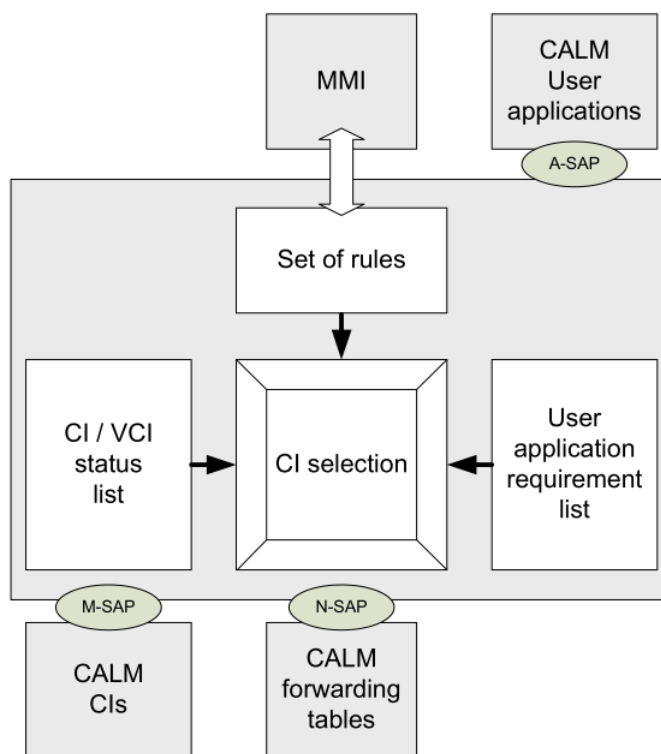 MMI
CALM
User
applications
A-SAP
Set of rules
CI / VCI
status
list
CI selection
User
application
requirement
list
M-SAP
N-SAP
CALM
CIs
CALM
forwarding
tables